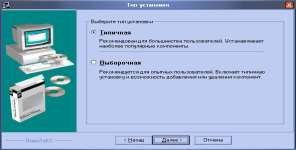 Тип установки
Выберите тип установки
Типичная
Рекомендован для большинства пользователей. Устанавливает
наиболее популярные компоненты.
Выборочная
Рекомендуется для опытных пользователей. Включает типичную
установку и возможность добавления или удаления компонент.
< Назад
Далее >
Отмена